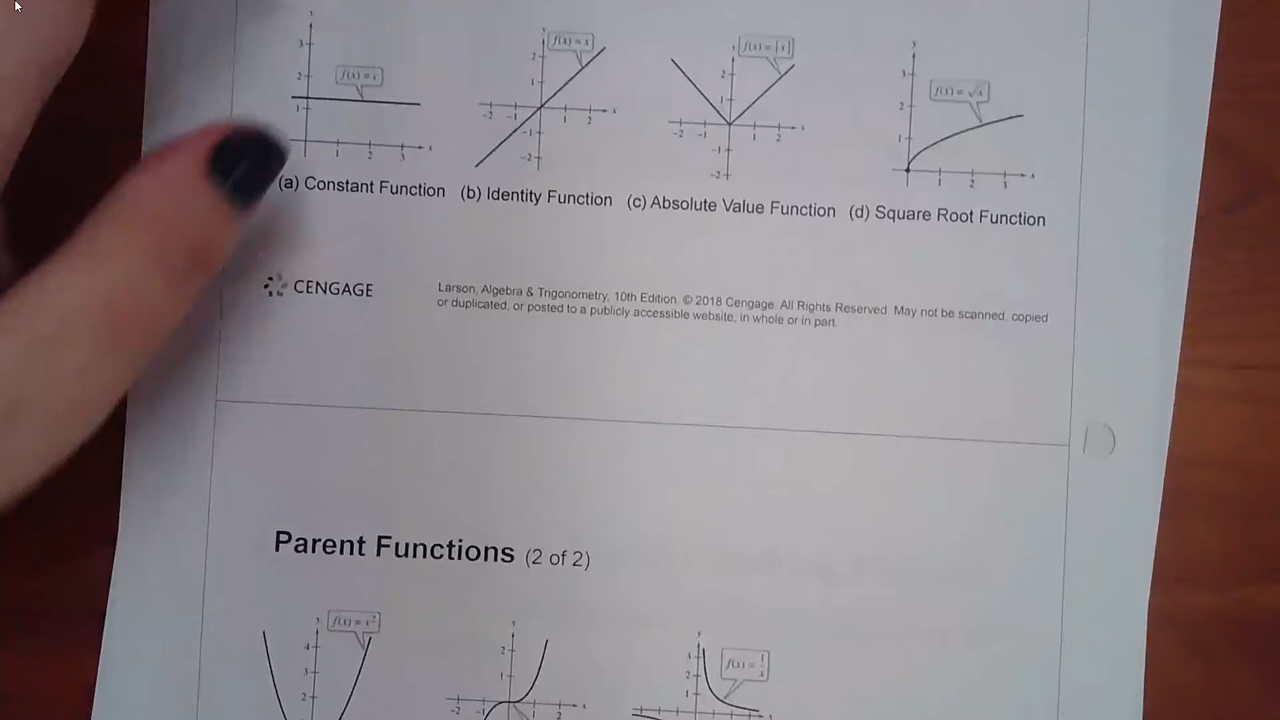 f(x) = c
f(x) = x
f(x) = |x|
f(x) = √x
(a) Constant Function (b) Identity Function (c) Absolute Value Function (d) Square Root Function
CENGAGE
Larson, Algebra & Trigonometry, 10th Edition. © 2018 Cengage. All Rights Reserved. May not be scanned, copied
or duplicated, or posted to a publicly accessible website, in whole or in part.
Parent Functions (2 of 2)
f(x) = x²
f(x) = 1/x